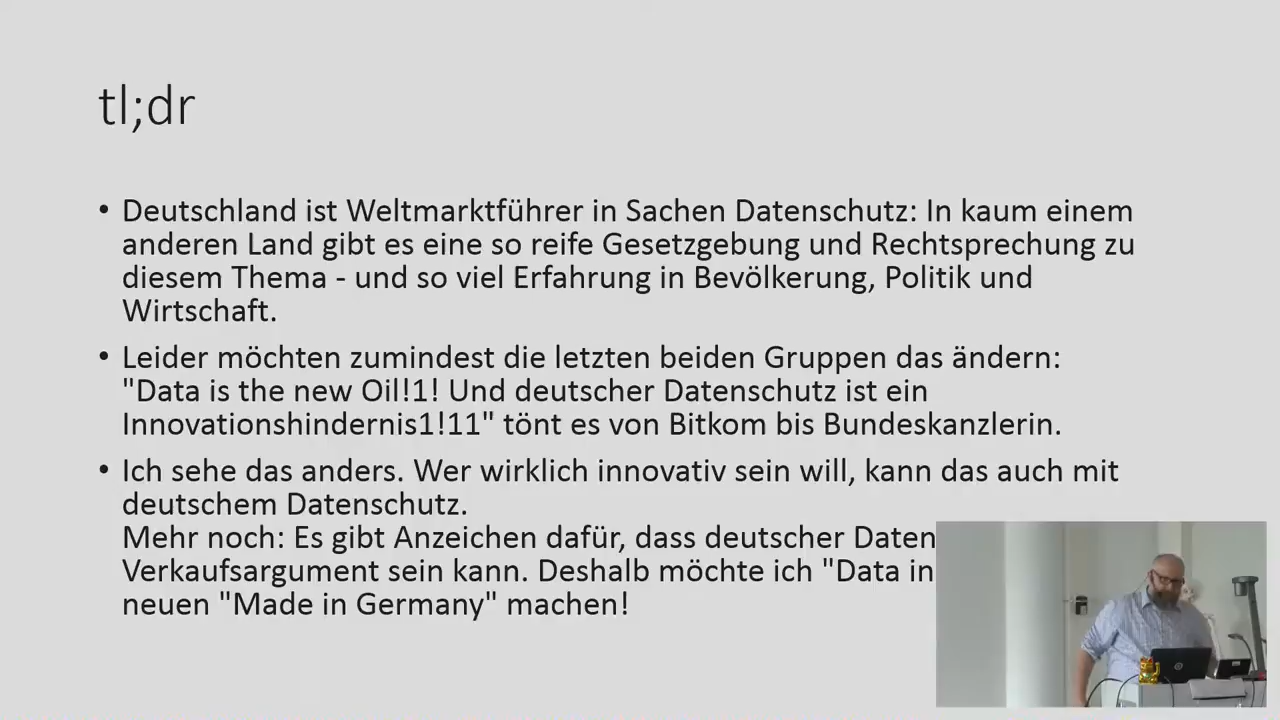 tl;dr
• Deutschland ist Weltmarktführer in Sachen Datenschutz: In kaum einem
anderen Land gibt es eine so reife Gesetzgebung und Rechtsprechung zu
diesem Thema - und so viel Erfahrung in Bevölkerung, Politik und
Wirtschaft.
• Leider möchten zumindest die letzten beiden Gruppen das ändern:
"Data is the new Oil!1! Und deutscher Datenschutz ist ein
Innovationshindernis1!11" tönt es von Bitkom bis Bundeskanzlerin.
• Ich sehe das anders. Wer wirklich innovativ sein will, kann das auch mit
deutschem Datenschutz.
Mehr noch: Es gibt Anzeichen dafür, dass deutscher Daten
Verkaufsargument sein kann. Deshalb möchte ich "Data in
neuen "Made in Germany" machen!